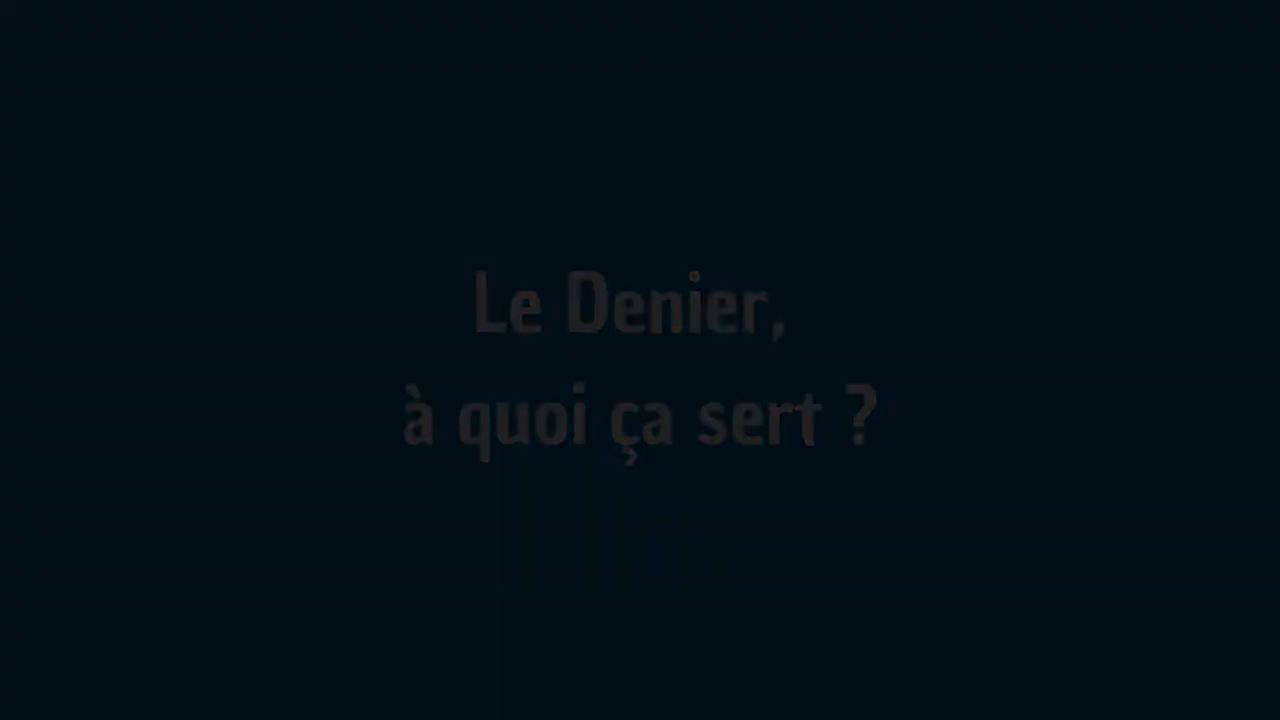 Le Denier,
à quoi ça sert ?